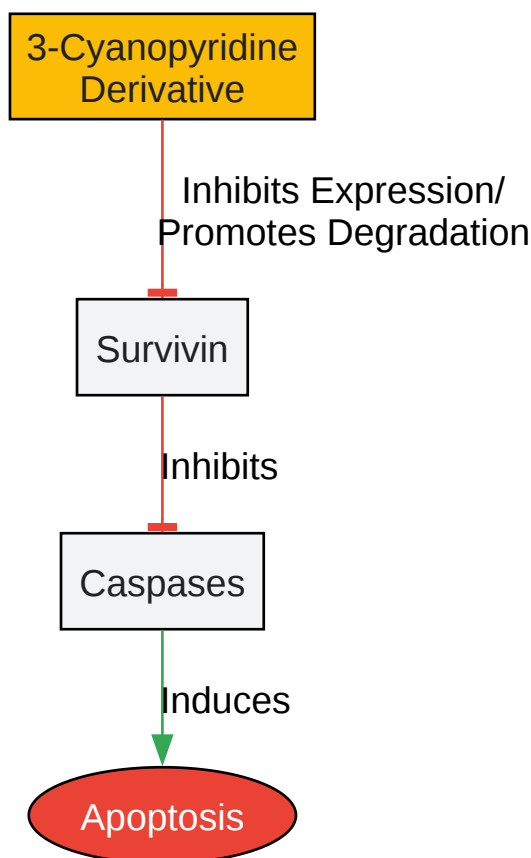 3-Cyanopyridine
Derivative
Inhibits Expression/
Promotes Degradation
Survivin
Inhibits
Caspases
Induces
Apoptosis